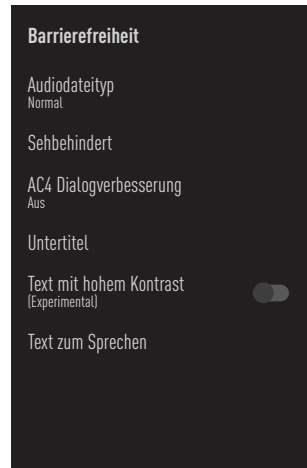 Barrierefreiheit
Audiodateityp
Normal
Sehbehindert
AC4 Dialogverbesserung
Aus
Untertitel
Text mit hohem Kontrast
(Experimental)
Text zum Sprechen